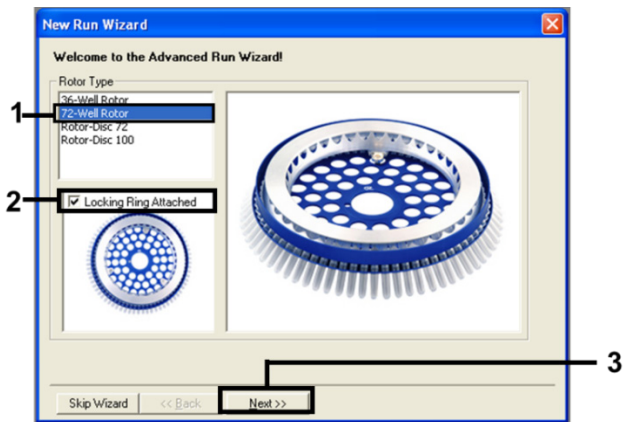 New Run Wizard
Welcome to the Advanced Run Wizard!
Rotor Type
36-Well Rotor
1
72-Well Rotor
Rotor-Disc 72
Rotor-Disc 100
2
Locking Ring Attached
3
Skip Wizard
<< Back
Next >>